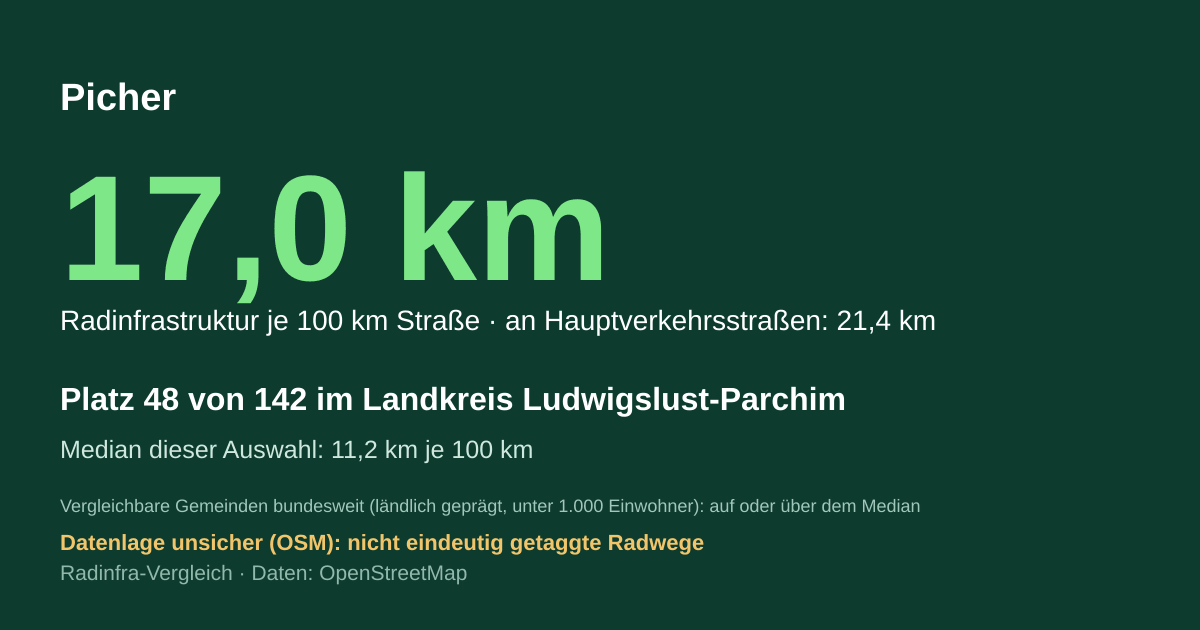 Picher
17,0 km
Radinfrastruktur je 100 km Straße · an Hauptverkehrsstraßen: 21,4 km
Platz 48 von 142 im Landkreis Ludwigslust-Parchim
Median dieser Auswahl: 11,2 km je 100 km
Vergleichbare Gemeinden bundesweit (ländlich geprägt, unter 1.000 Einwohner): auf oder über dem Median
Datenlage unsicher (OSM): nicht eindeutig getaggte Radwege
Radinfra-Vergleich · Daten: OpenStreetMap